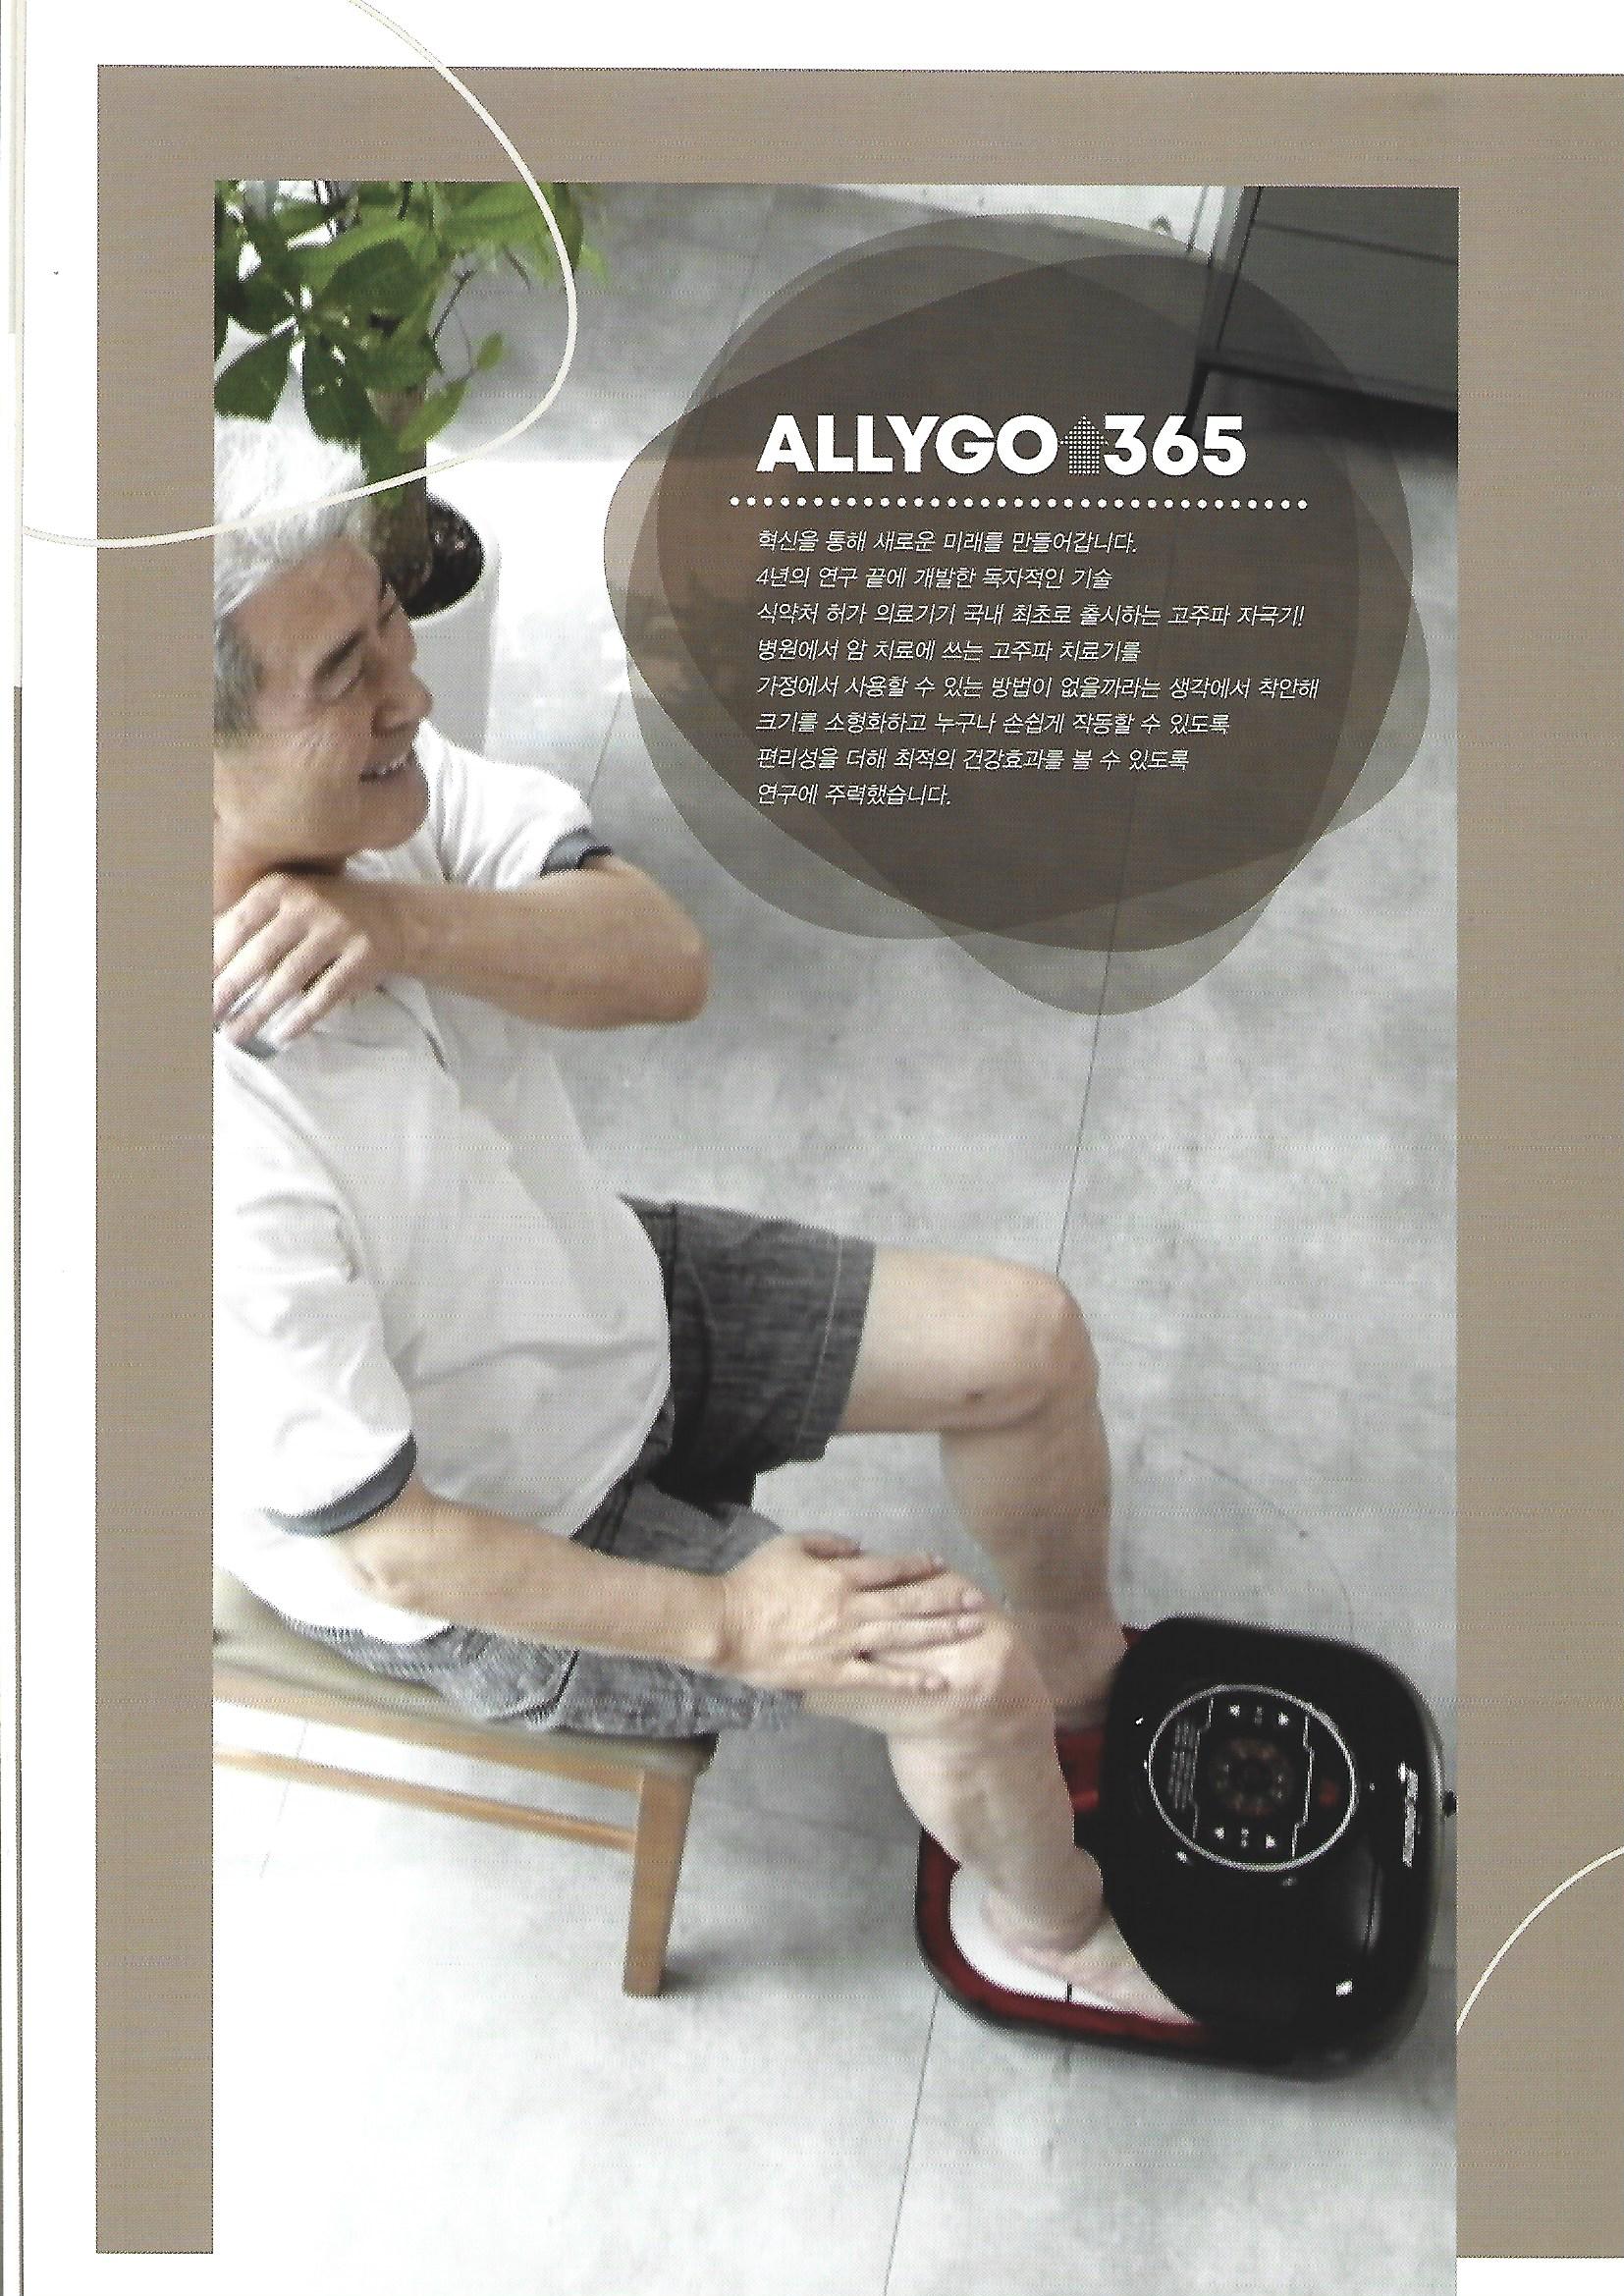 ALLYGO 365
혁신을 통해 새로운 미래를 만들어갑니다.
4년의 연구 끝에 개발한 독자적인 기술
식약처 허가 의료기기 국내 최초로 출시하는 고주파 자극기!
병원에서 암 치료에 쓰는 고주파 치료기를
가정에서 사용할 수 있는 방법이 없을까라는 생각에서 착안해
크기를 소형화하고 누구나 손쉽게 작동할 수 있도록
편리성을 더해 최적의 건강효과를 볼 수 있도록
연구에 주력했습니다.